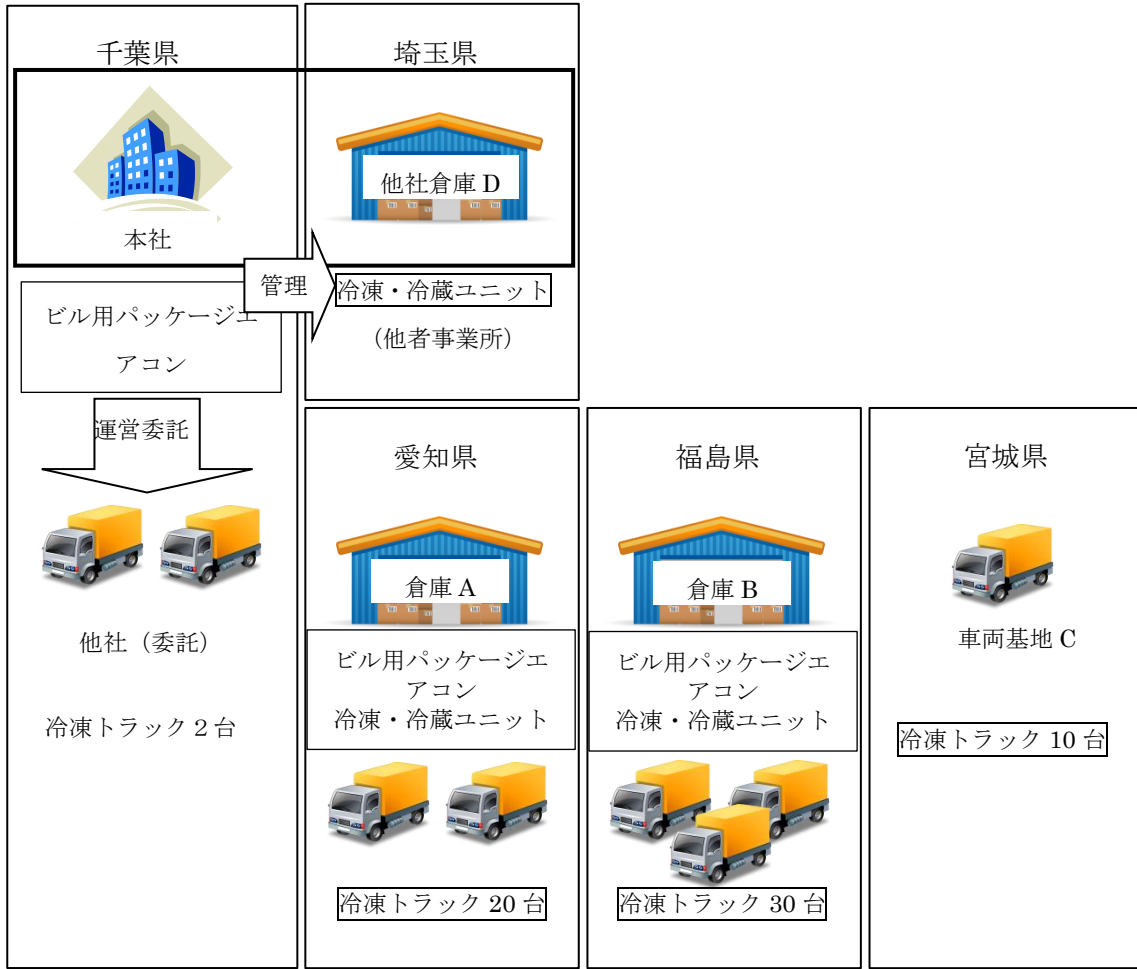 千葉県
本社
ビル用パッケージエ
アコン
運営委託
他社（委託）
冷凍トラック２台
管理
埼玉県
他社倉庫 D
冷凍・冷蔵ユニット
（他者事業所）
愛知県
倉庫 A
ビル用パッケージエ
アコン
冷凍・冷蔵ユニット
冷凍トラック 20 台
福島県
倉庫 B
ビル用パッケージエ
アコン
冷凍・冷蔵ユニット
冷凍トラック 30 台
宮城県
車両基地 C
冷凍トラック 10 台